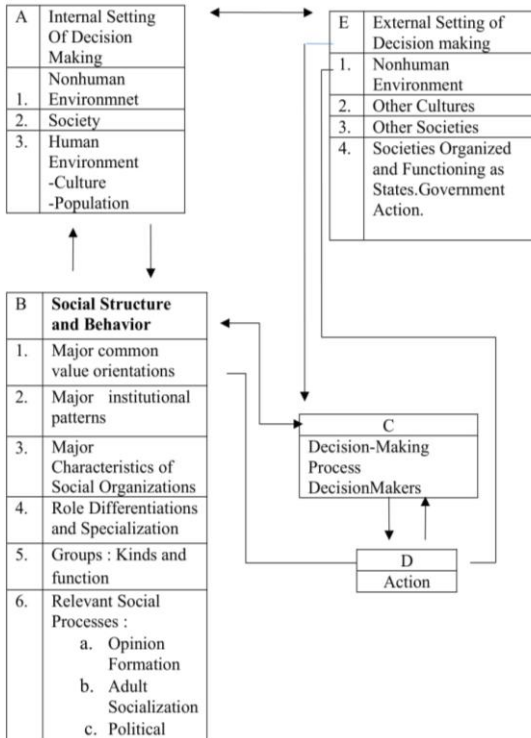 A Internal Setting
Of Decision
Making
Nonhuman
1. Environmnet
2. Society
3. Human
Environment
-Culture
-Population
E External Setting of
Decision making
1. Nonhuman
Environment
2. Other Cultures
3. Other Societies
4. Societies Organized
and Functioning as
States.Government
Action.
B Social Structure
and Behavior
1. Major common
value orientations
2. Major institutional
patterns
3. Major
Characteristics of
Social Organizations
4. Role Differentiations
and Specialization
5. Groups : Kinds and
function
6. Relevant Social
Processes :
a. Opinion
Formation
b. Adult
Socialization
c. Political
C
Decision-Making
Process
DecisionMakers
D
Action